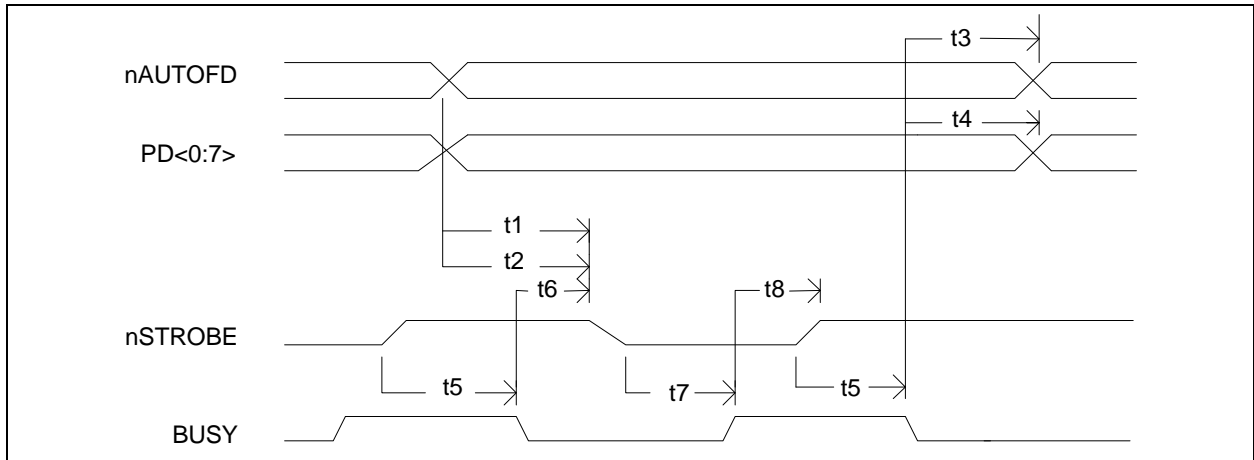 t3
nAUTOFD
t4
PD<0:7>
t1
t2
t6
t8
nSTROBE
t5
t7
t5
BUSY